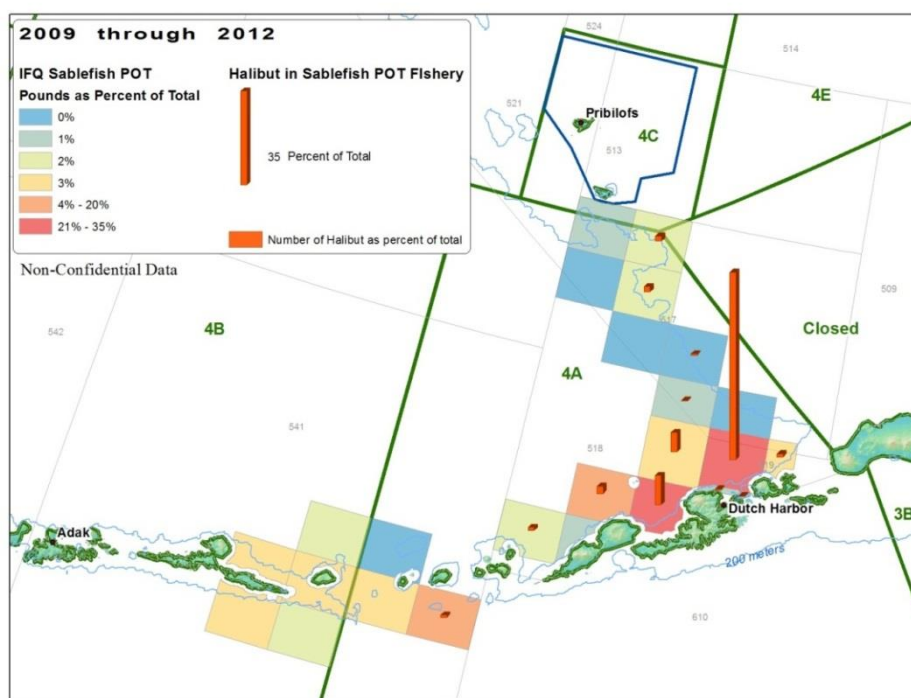 2009 through 2012
IFQ Sablefish POT
Pounds as Percent of Total
0%
1%
2%
3%
4% - 20%
21% - 35%
Halibut in Sablefish POT FIshery
35 Percent of Total
Number of Halibut as percent of total
Non-Confidential Data
524
514
521
4E
Pribilofs
4C
513
509
517
542
4B
Closed
4A
541
518
519
Dutch Harbor
3B
Adak
200 meters
610